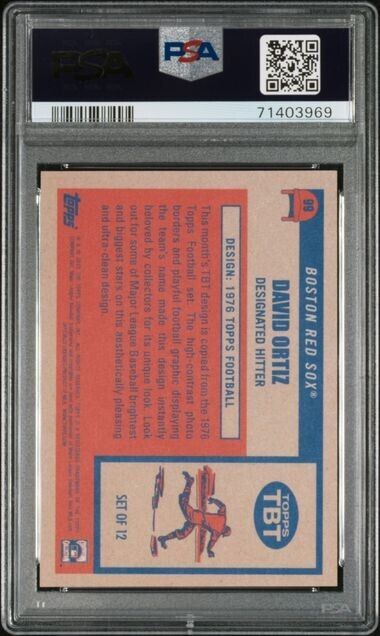 PSA
PSA
71403969
99
BOSTON RED SOX®
DAVID ORTIZ
DESIGNATED HITTER
DESIGN: 1976 TOPPS FOOTBALL
This month's TBT design is copied from the 1976
Topps Football set. The high-contrast photo
borders and playful football graphic displaying
the team's name made this design instantly
beloved by collectors for its unique look. Look
out for some of Major League Baseball brightest
and biggest stars on this aesthetically pleasing
and ultra-clean design.
TOPPS
TBT
SET OF 12
Topps
PSA